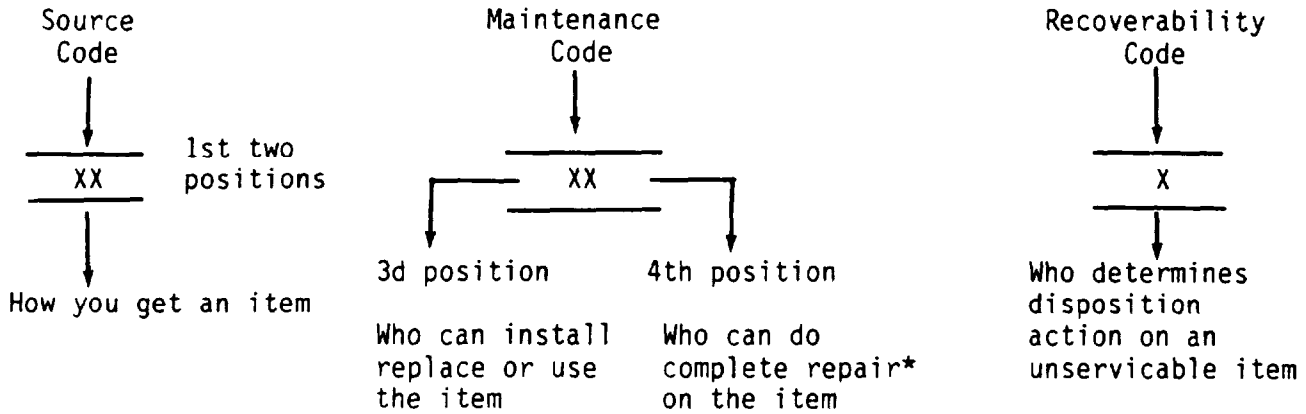 Source
Code
XX
1st two
positions
How you get an item
Maintenance
Code
XX
3d position
Who can install
replace or use
the item
4th position
Who can do
complete repair*
on the item
Recoverability
Code
X
Who determines
disposition
action on an
unservicable item